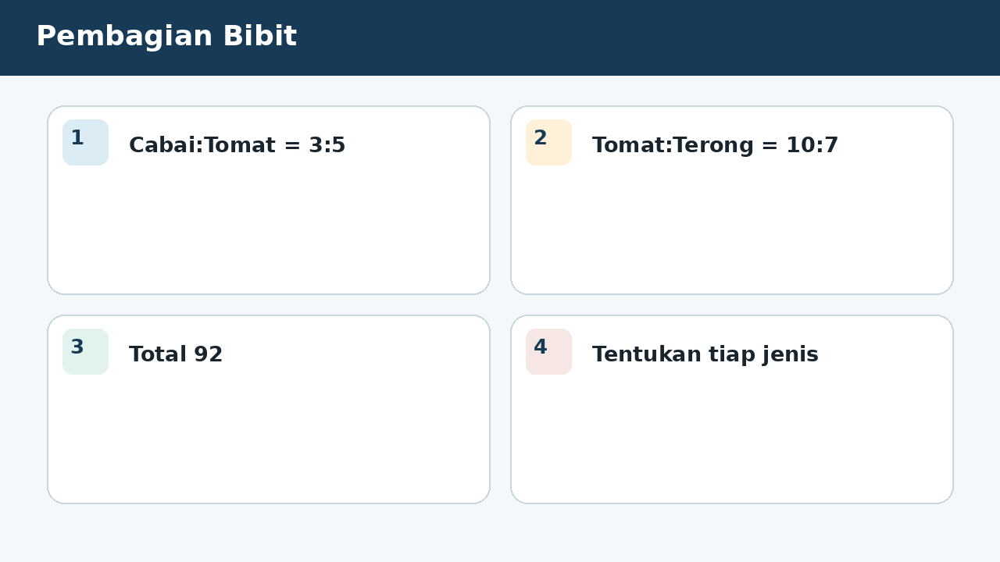 Pembagian Bibit
1
Cabai:Tomat = 3:5
2
Tomat:Terong = 10:7
3
Total 92
4
Tentukan tiap jenis